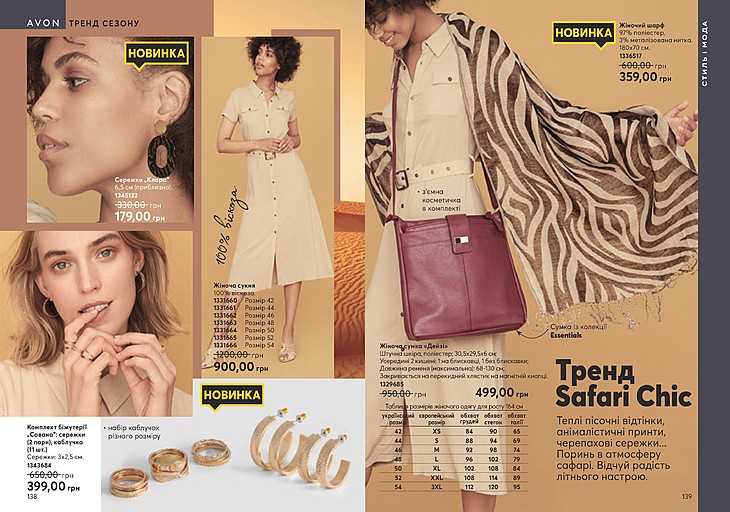 AVON ТРЕНД СЕЗОНУ
НОВИНКА
Сережки „Клара"
6,5 см (приблизно).
1345132
330,00 грн
179,00 грн
100% віскоза
Жіноча сукня
100% віскоза.
1331660 Розмір 42
1331661 Розмір 44
1331662 Розмір 46
1331663 Розмір 48
1331664 Розмір 50
1331665 Розмір 52
1331666 Розмір 54
1200,00 грн
900,00 грн
НОВИНКА
Комплект біжутерії
„Савана": сережки
(2 пари), каблучка
(11 шт.)
Сережки: 3х2,5 см.
1343684
650,00 грн
399,00 грн
138
• набір каблучок
різного розміру
НОВИНКА
Жіночий шарф
97% поліестер,
3% металізована нитка.
180х70 см.
1336517
600,00 грн
359,00 грн
СТИЛЬ І МОДА
• з'ємна
косметичка
в комплекті
Сумка із колекції
Essentials
Жіноча сумка «Дейзі»
Штучна шкіра, поліестер; 30,5х29,5х6 см;
Усередині 2 кишені: 1 на блискавці, 1 без блискавки;
Довжина ременя (максимальна): 68-130 см;
Закривається на перекидний хлястик на магнітній кнопці.
1329685
950,00 грн
499,00 грн
Таблиця розмірів жіночого одягу для росту 164 см
український розмір європейський розмір обхват грудей обхват стегон обхват талії
42 XS 84 90 65
44 S 88 94 69
46 M 92 98 74
48 L 96 102 79
50 XL 102 108 84
52 XXL 108 114 89
54 3XL 112 120 95
Тренд
Safari Chic
Теплі пісочні відтінки,
анімалістичні принти,
черепахові сережки...
Поринь в атмосферу
сафарі. Відчуй радість
літнього настрою.
139